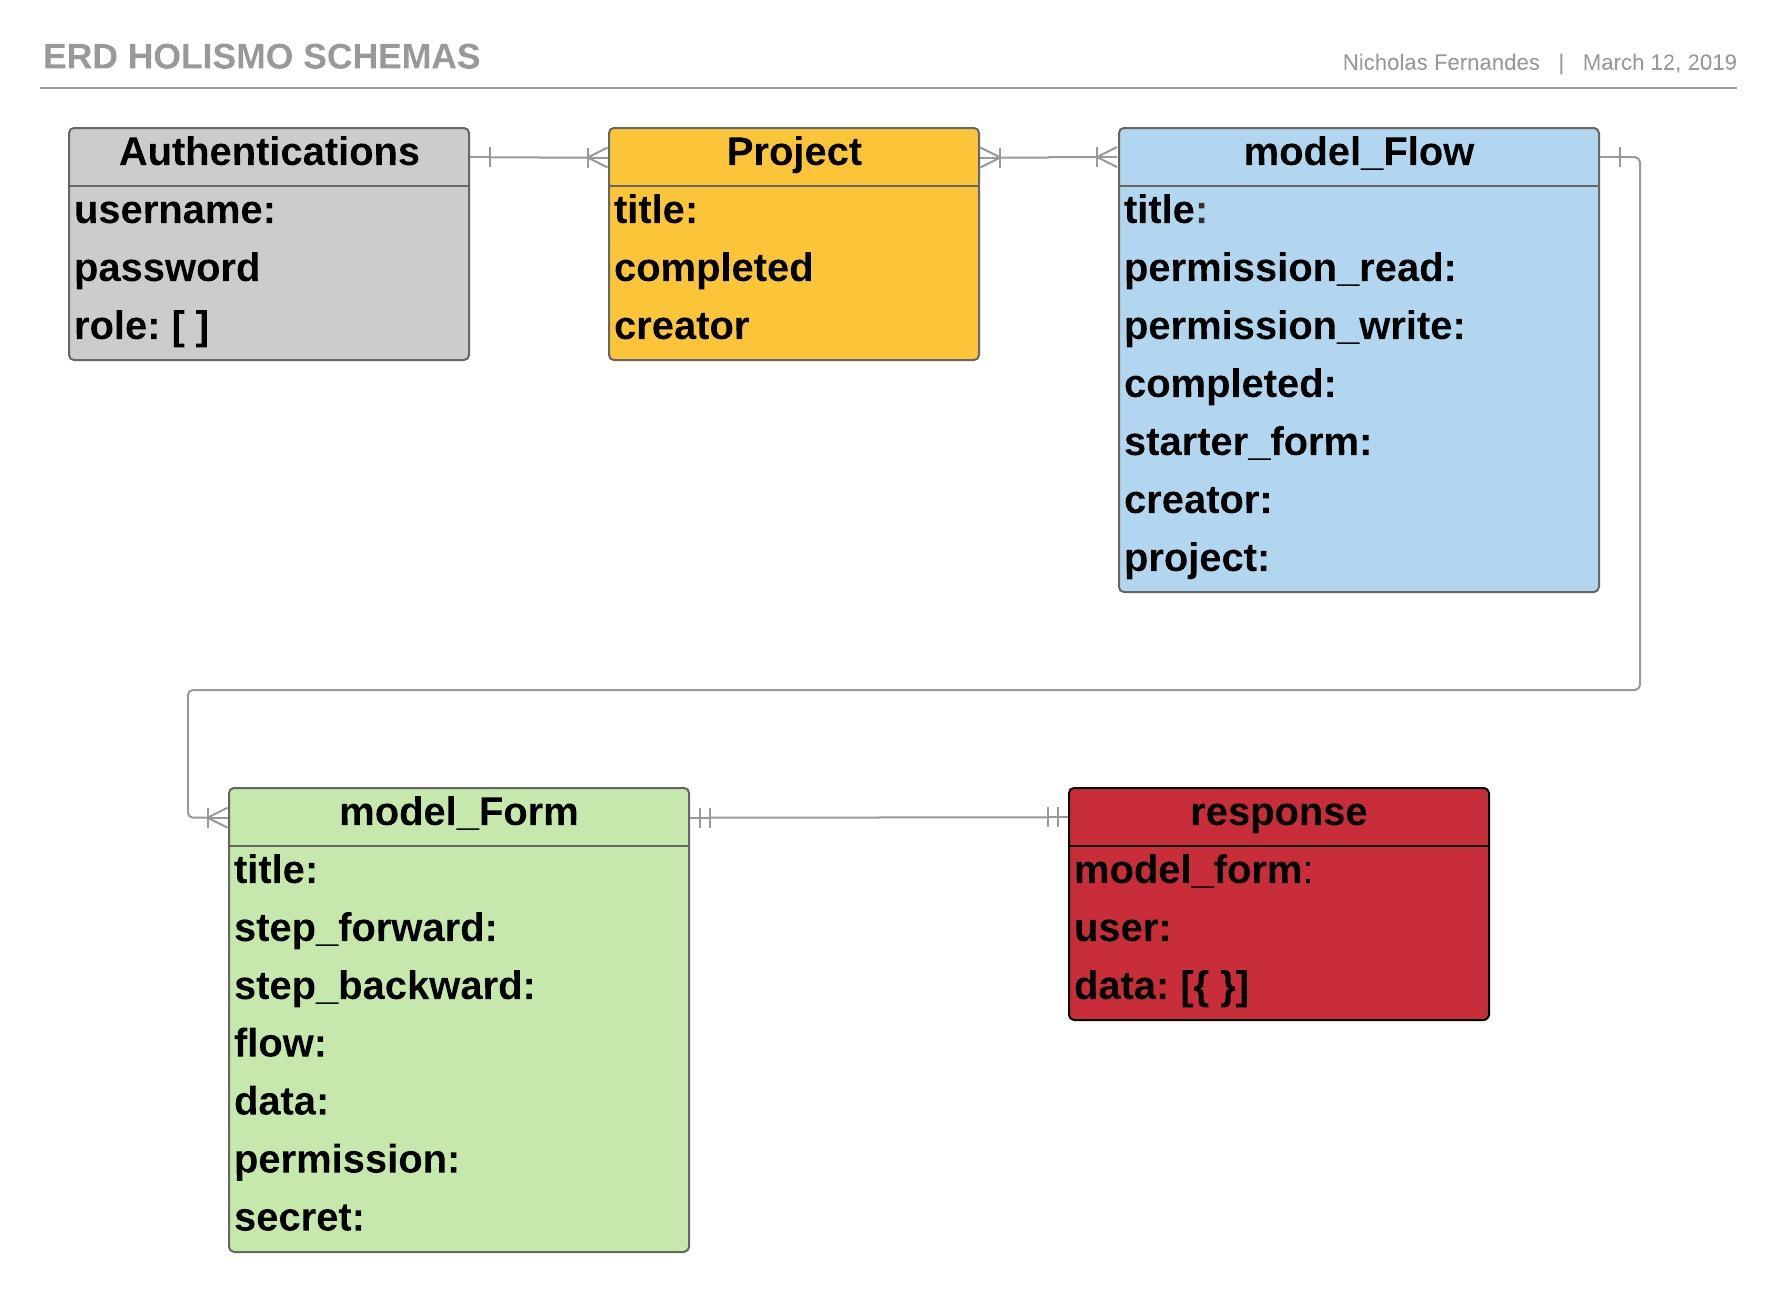 ERD HOLISMO SCHEMAS
Nicholas Fernandes | March 12, 2019
Authentications
username:
password
role: [ ]
Project
title:
completed
creator
model_Flow
title:
permission_read:
permission_write:
completed:
starter_form:
creator:
project:
model_Form
title:
step_forward:
step_backward:
flow:
data:
permission:
secret:
response
model_form:
user:
data: [{ }]